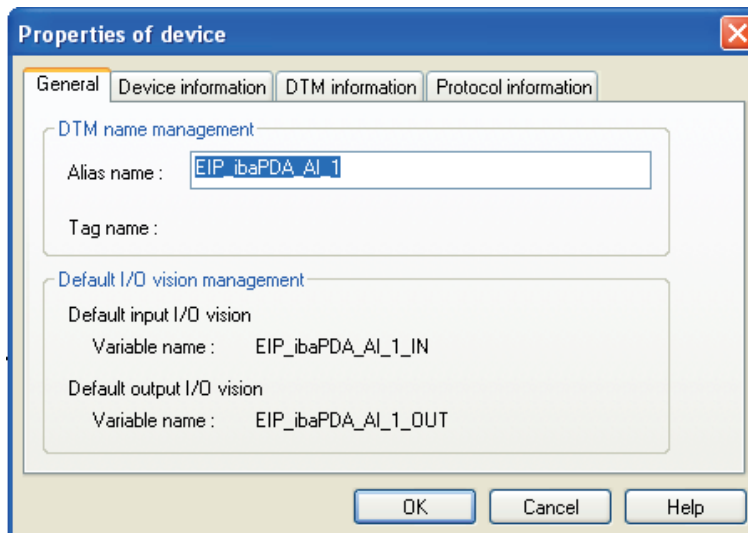 Properties of device
General Device information DTM information Protocol information
DTM name management
Alias name : EIP_ibaPDA_AI_1
Tag name :
Default I/O vision management
Default input I/O vision
Variable name : EIP_ibaPDA_AI_1_IN
Default output I/O vision
Variable name : EIP_ibaPDA_AI_1_OUT
OK Cancel Help